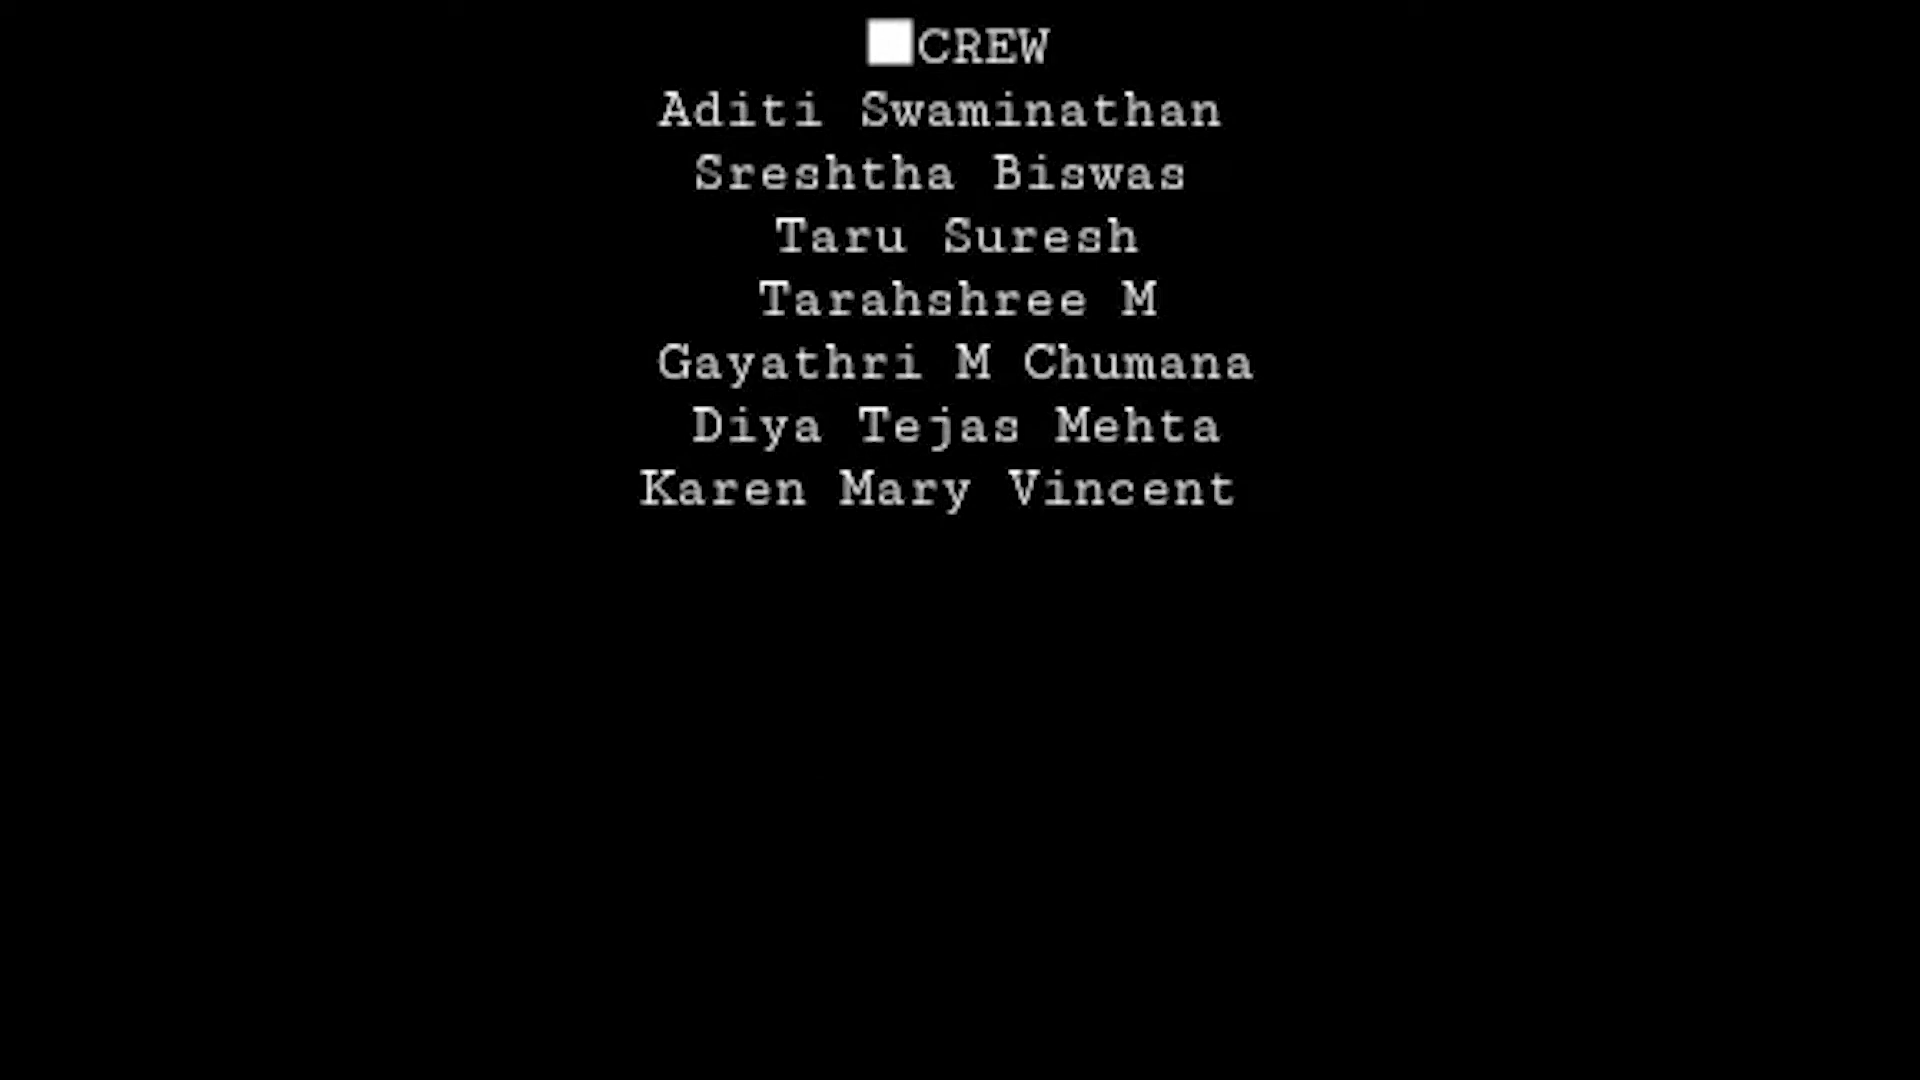 CREW
Aditi Swaminathan
Sreshtha Biswas
Taru Suresh
Tarahshree M
Gayathri M Chumana
Diya Tejas Mehta
Karen Mary Vincent